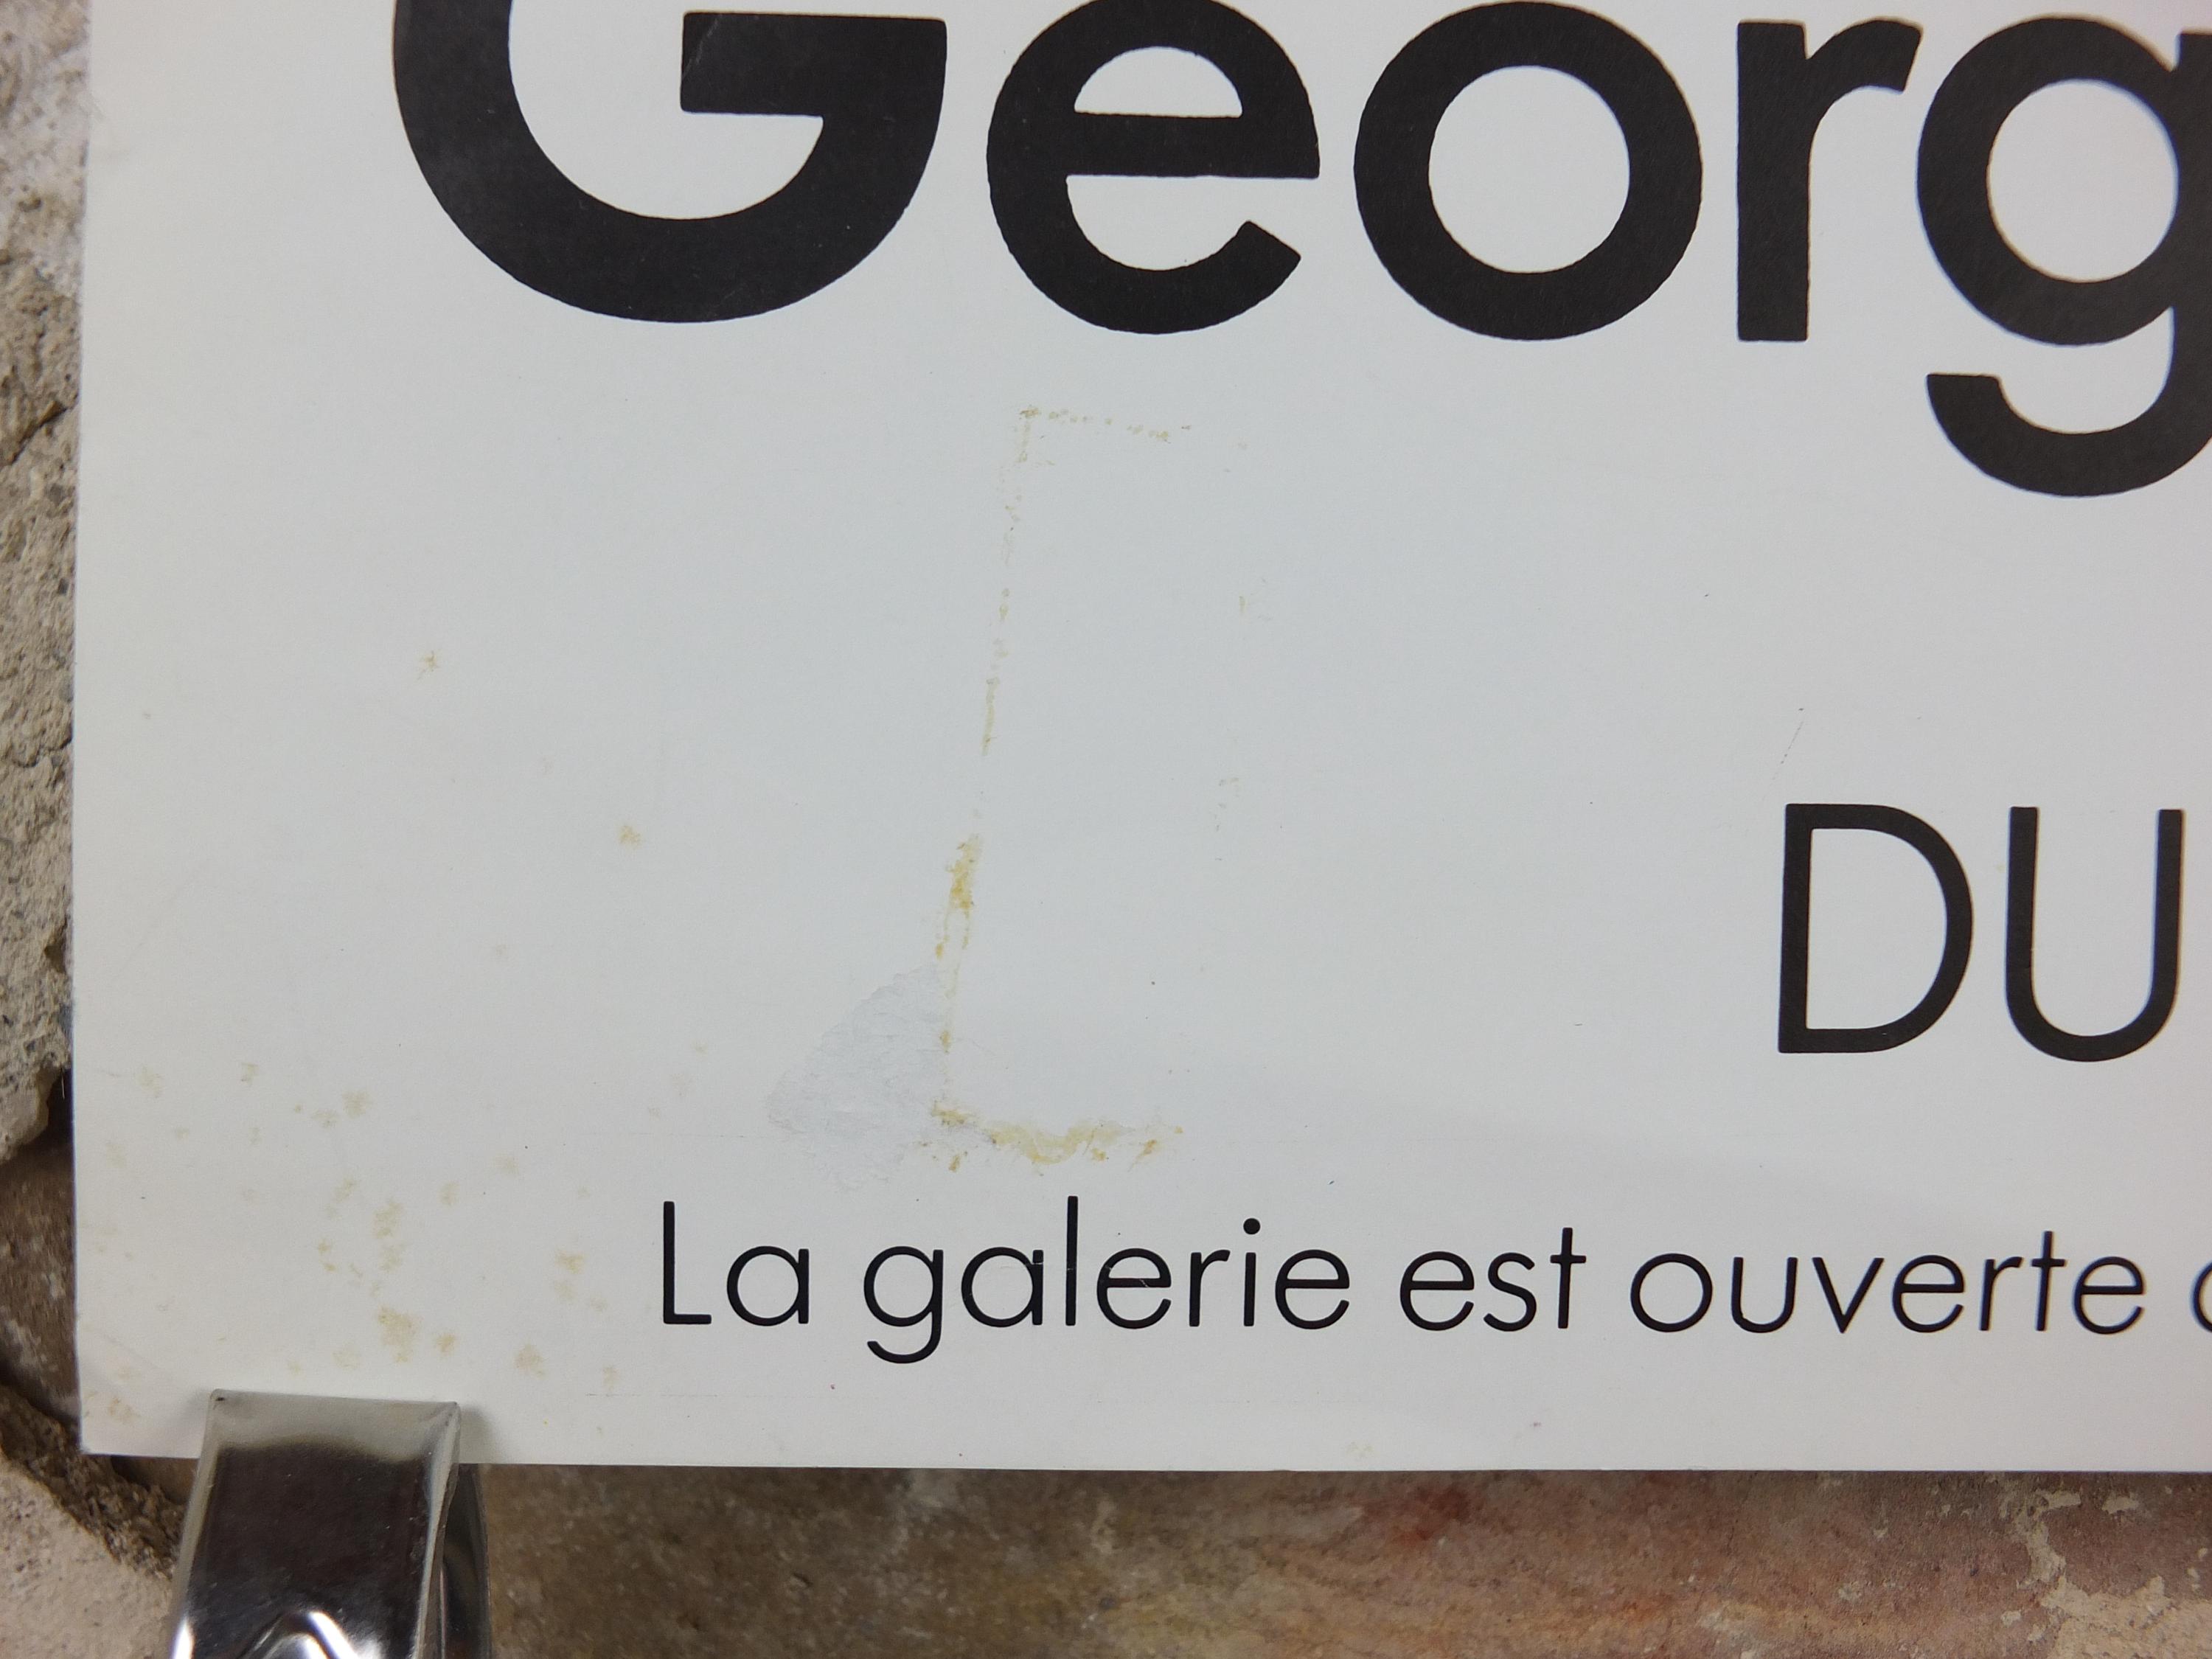 Georg
DU
La galerie est ouverte